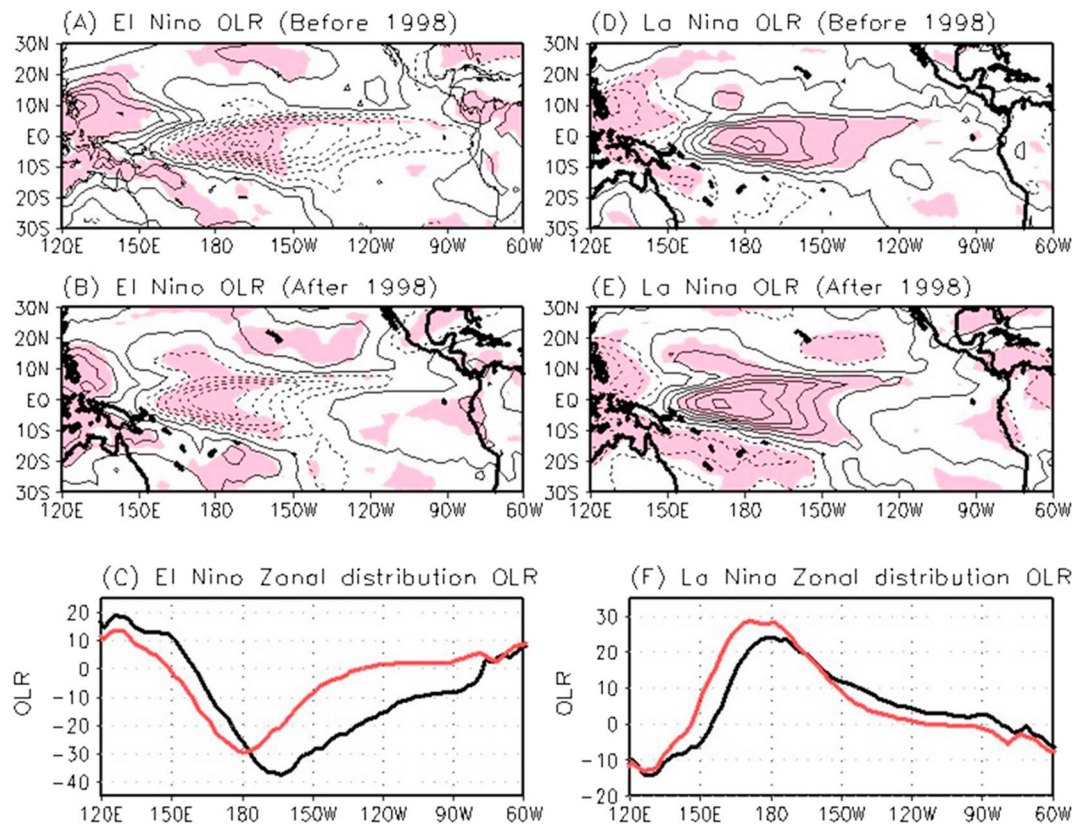 (A) El Nino OLR (Before 1998)
30N
20N
10N
EQ
10S
20S
30S
120E 150E 180 150W 120W 90W 60W
(D) La Nina OLR (Before 1998)
30N
20N
10N
EQ
10S
20S
30S
120E 150E 180 150W 120W 90W 60W
(B) El Nino OLR (After 1998)
30N
20N
10N
EQ
10S
20S
30S
120E 150E 180 150W 120W 90W 60W
(E) La Nina OLR (After 1998)
30N
20N
10N
EQ
10S
20S
30S
120E 150E 180 150W 120W 90W 60W
(C) El Nino Zonal distribution OLR
OLR
20
10
0
-10
-20
-30
-40
120E 150E 180 150W 120W 90W 60W
(F) La Nina Zonal distribution OLR
OLR
30
20
10
0
-10
-20
120E 150E 180 150W 120W 90W 60W